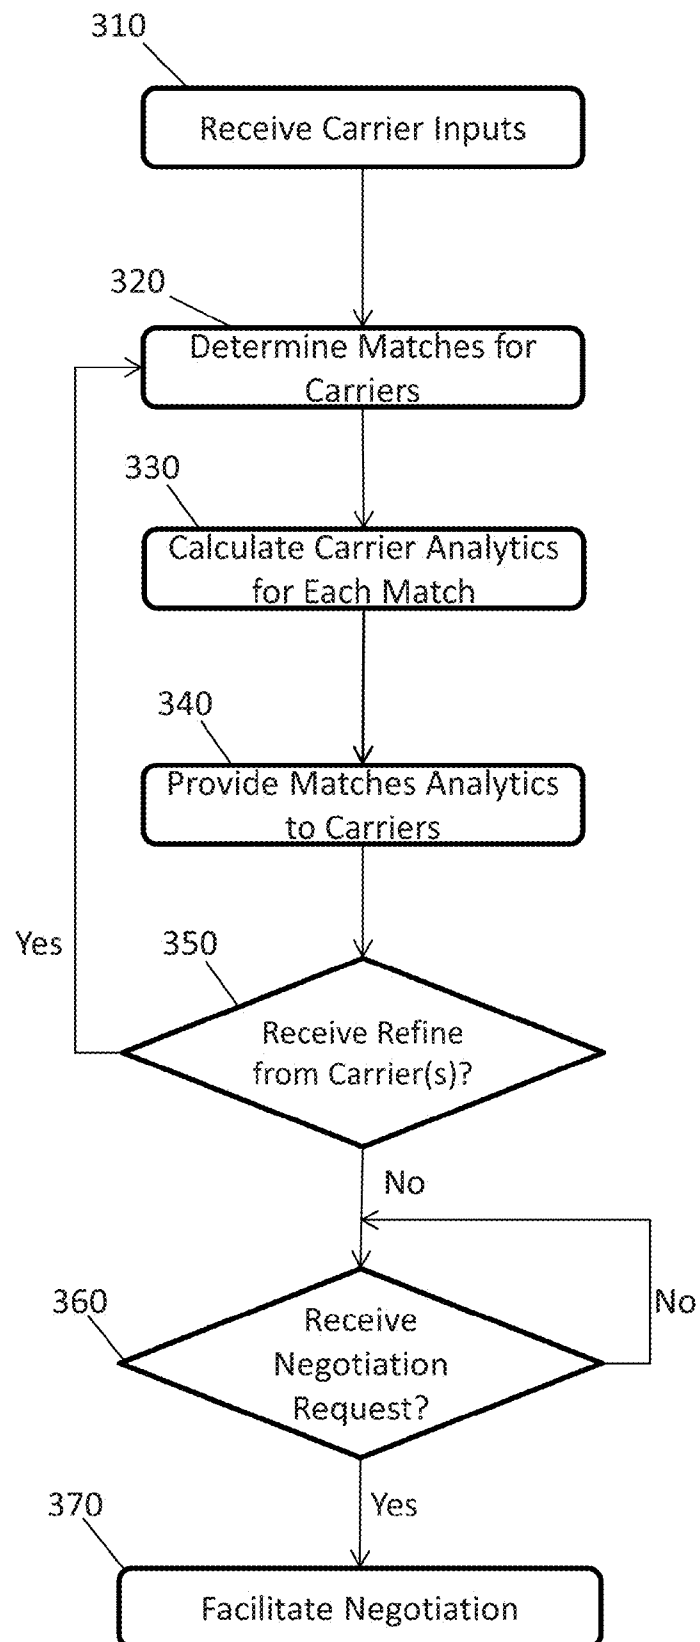 310
Receive Carrier Inputs
320
Determine Matches for
Carriers
330
Calculate Carrier Analytics
for Each Match
340
Provide Matches Analytics
to Carriers
Yes
350
Receive Refine
from Carrier(s)?
No
360
Receive
Negotiation
Request?
No
Yes
370
Facilitate Negotiation